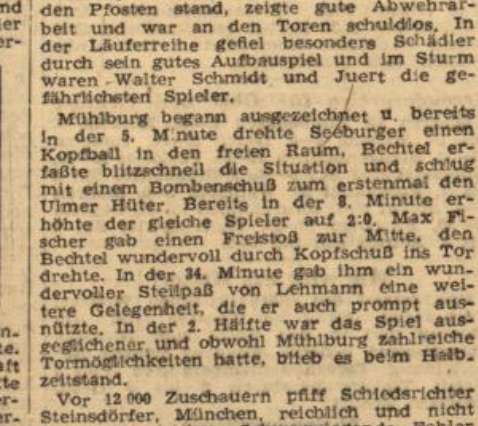 den Pfosten stand, zeigte gute Abwehrar-
beit und war an den Toren schuldlos. In
der Läuferreihe gefiel besonders Schädler
durch sein gutes Aufbauspiel und im Sturm
waren Walter Schmidt und Juert die ge-
fährlichsten Spieler.
Mühlburg begann ausgezeichnet u. bereits
in der 5. Minute drehte Seeburger einen
Kopfball in den freien Raum, Bechtel er-
faßte blitzschnell die Situation und schlug
mit einem Bombenschuß zum erstenmal den
Ulmer Hüter. Bereits in der 8. Minute er-
höhte der gleiche Spieler auf 2:0. Max Fi-
scher gab einen Freistoß zur Mitte, den
Bechtel wundervoll durch Kopfschuß ins Tor
drehte. In der 34. Minute gab ihm ein wun-
dervoller Steilpaß von Lehmann eine wei-
tere Gelegenheit, die er auch prompt aus-
nützte. In der 2. Hälfte war das Spiel aus-
geglichener und obwohl Mühlburg zahlreiche
Tormöglichkeiten hatte, blieb es beim Halb-
zeitstand.
Vor 12 000 Zuschauern pfiff Schiedsrichter
Steinsdörfer, München, reichlich und nicht